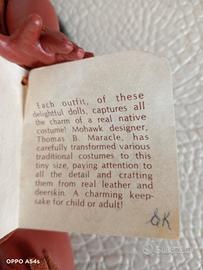 Each outfit, of these
delightful dolls, captures all
the charm of a real native
costume! Mohawk designer,
Thomas B. Maracle, has
carefully transformed various
traditional costumes to this
tiny size, paying attention to
all the detail and crafting
them from real leather and
deerskin. A charming keep-
sake for child or adult!
OPPO A54s